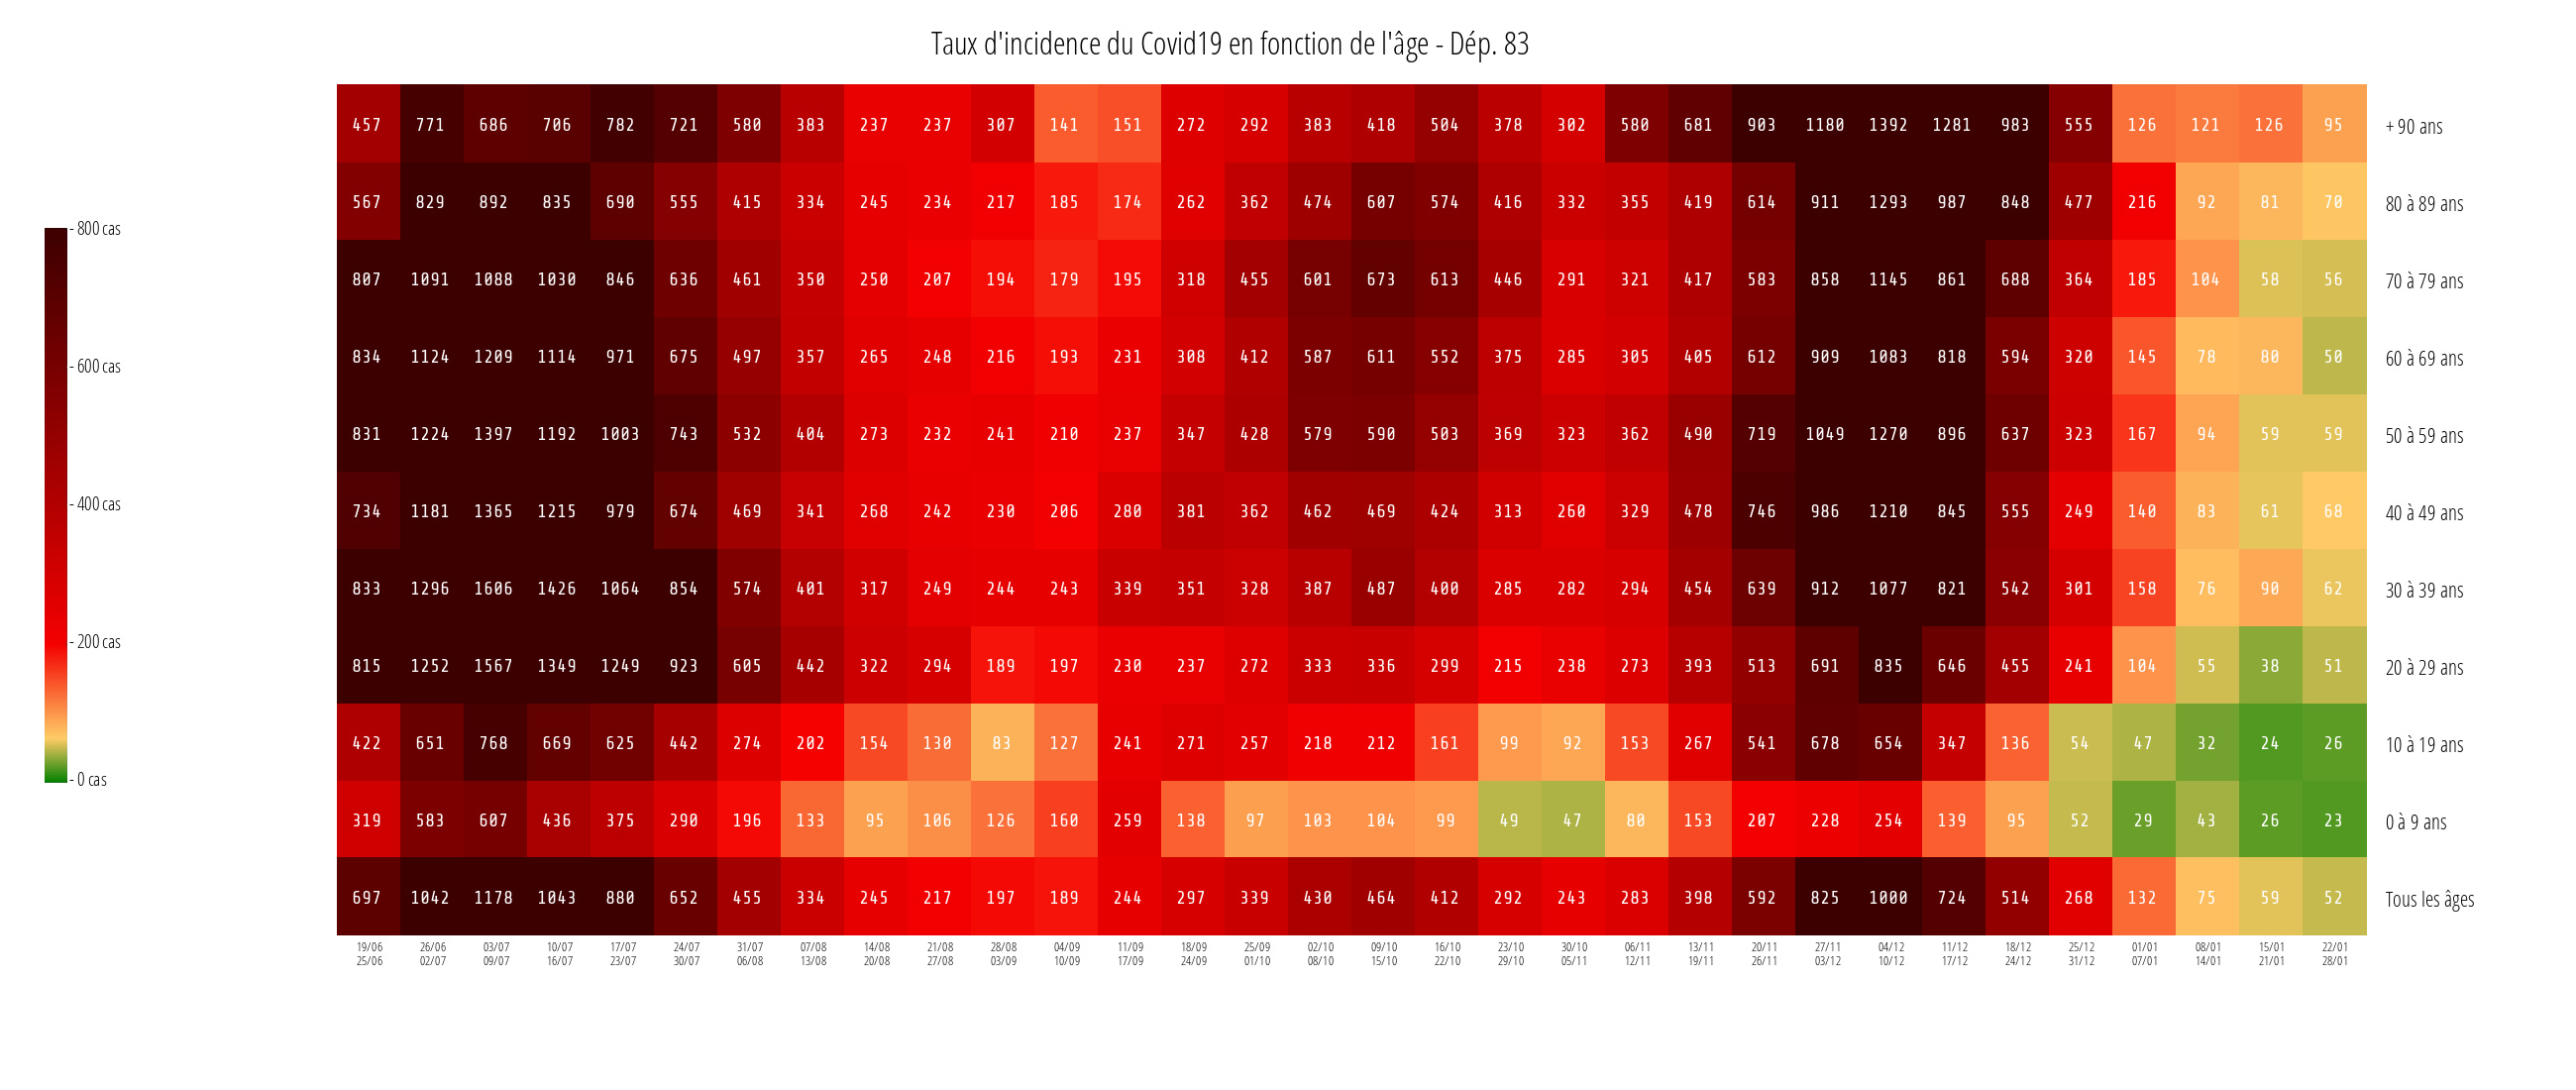 Taux d'incidence du Covid19 en fonction de l'âge - Dép. 83
- 800 cas
- 600 cas
- 400 cas
- 200 cas
- 0 cas
457 771 686 706 782 721 580 383 237 237 307 141 151 272 292 383 418 504 378 302 580 681 903 1180 1392 1281 983 555 126 121 126 95 + 90 ans
567 829 892 835 690 555 415 334 245 234 217 185 174 262 362 474 607 574 416 332 355 419 614 911 1293 987 848 477 216 92 81 70 80 à 89 ans
807 1091 1088 1030 846 636 461 350 250 207 194 179 195 318 455 601 673 613 446 291 321 417 583 858 1145 861 688 364 185 104 58 56 70 à 79 ans
834 1124 1209 1114 971 675 497 357 265 248 216 193 231 308 412 587 611 552 375 285 305 405 612 909 1083 818 594 320 145 78 80 50 60 à 69 ans
831 1224 1397 1192 1003 743 532 404 273 232 241 210 237 347 428 579 590 503 369 323 362 490 719 1049 1270 896 637 323 167 94 59 59 50 à 59 ans
734 1181 1365 1215 979 674 469 341 268 242 230 206 280 381 362 462 469 424 313 260 329 478 746 986 1210 845 555 249 140 83 61 68 40 à 49 ans
833 1296 1606 1426 1064 854 574 401 317 249 244 243 339 351 328 387 487 400 285 282 294 454 639 912 1077 821 542 301 158 76 90 62 30 à 39 ans
815 1252 1567 1349 1249 923 605 442 322 294 189 197 230 237 272 333 336 299 215 238 273 393 513 691 835 646 455 241 104 55 38 51 20 à 29 ans
422 651 768 669 625 442 274 202 154 130 83 127 241 271 257 218 212 161 99 92 153 267 541 678 654 347 136 54 47 32 24 26 10 à 19 ans
319 583 607 436 375 290 196 133 95 106 126 160 259 138 97 103 104 99 49 47 80 153 207 228 254 139 95 52 29 43 26 23 0 à 9 ans
697 1042 1178 1043 880 652 455 334 245 217 197 189 244 297 339 430 464 412 292 243 283 398 592 825 1000 724 514 268 132 75 59 52 Tous les âges
19/06 26/06 03/07 10/07 17/07 24/07 31/07 07/08 14/08 21/08 28/08 04/09 11/09 18/09 25/09 02/10 09/10 16/10 23/10 30/10 06/11 13/11 20/11 27/11 04/12 11/12 18/12 25/12 01/01 08/01 15/01 22/01
25/06 02/07 09/07 16/07 23/07 30/07 06/08 13/08 20/08 27/08 03/09 10/09 17/09 24/09 01/10 08/10 15/10 22/10 29/10 05/11 12/11 19/11 26/11 03/12 10/12 17/12 24/12 31/12 07/01 14/01 21/01 28/01